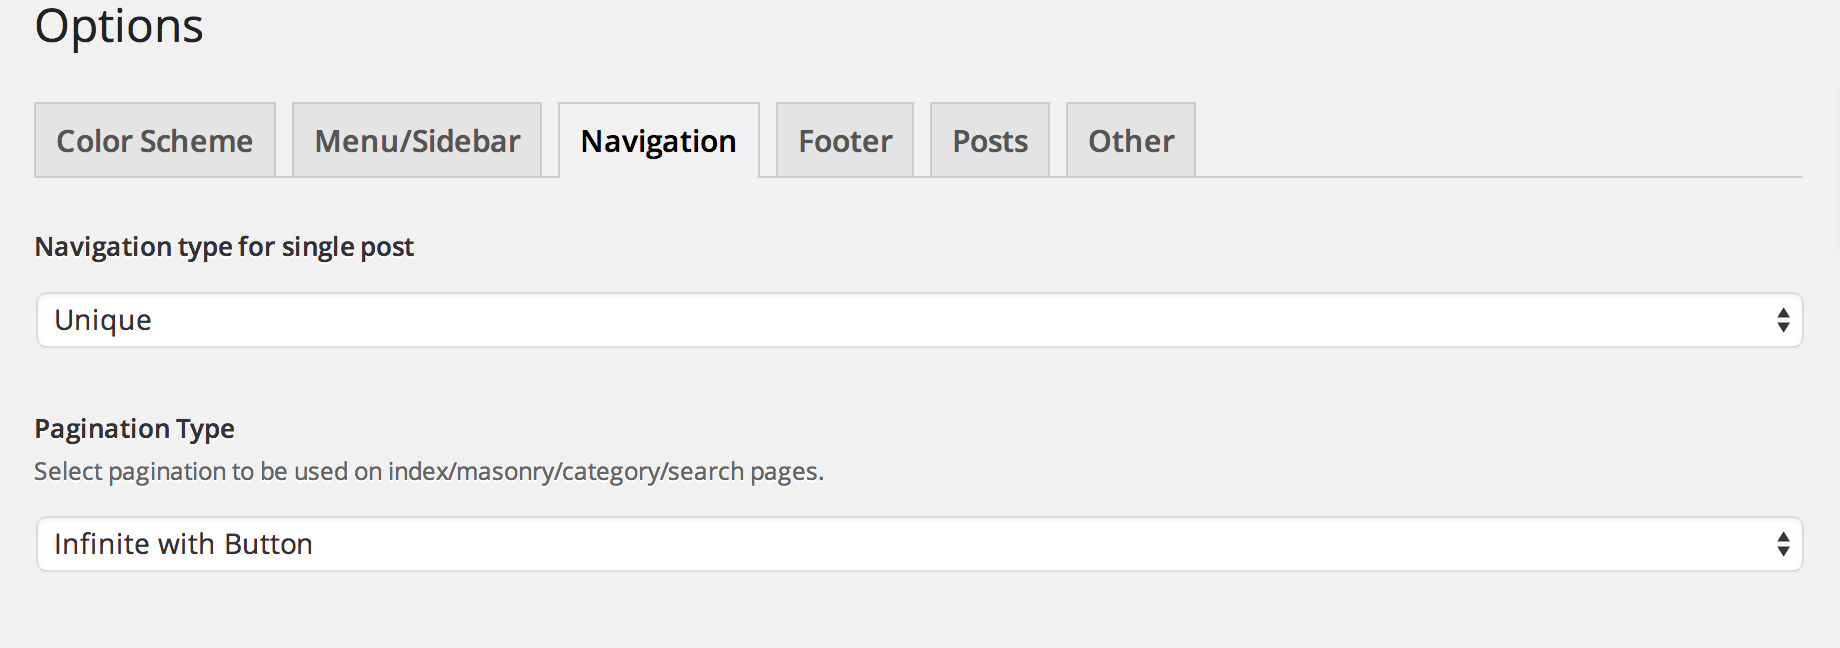 Options
Color Scheme Menu/Sidebar Navigation Footer Posts Other
Navigation type for single post
Unique
Pagination Type
Select pagination to be used on index/masonry/category/search pages.
Infinite with Button